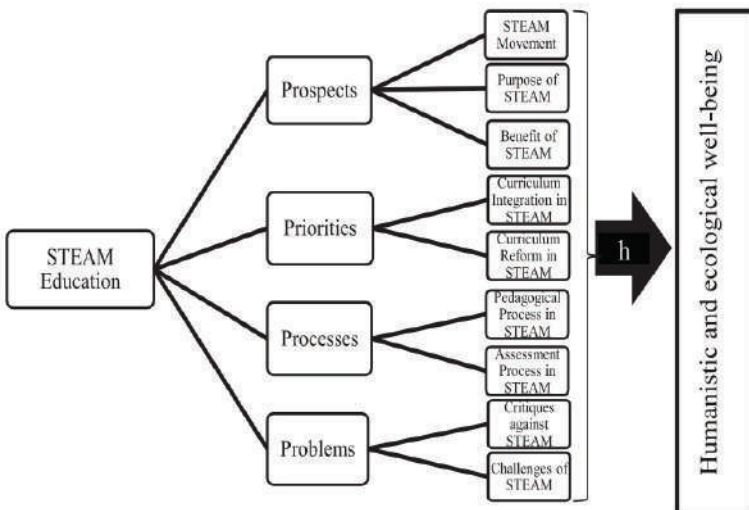 STEAM
Education
Prospects
Priorities
Processes
Problems
STEAM
Movement
Purpose of
STEAM
Benefit of
STEAM
Curriculum
Integration in
STEAM
Curriculum
Reform in
STEAM
Pedagogical
Process in
STEAM
Assessment
Process in
STEAM
Critiques
against
STEAM
Challenges of
STEAM
h
Humanistic and ecological well-being